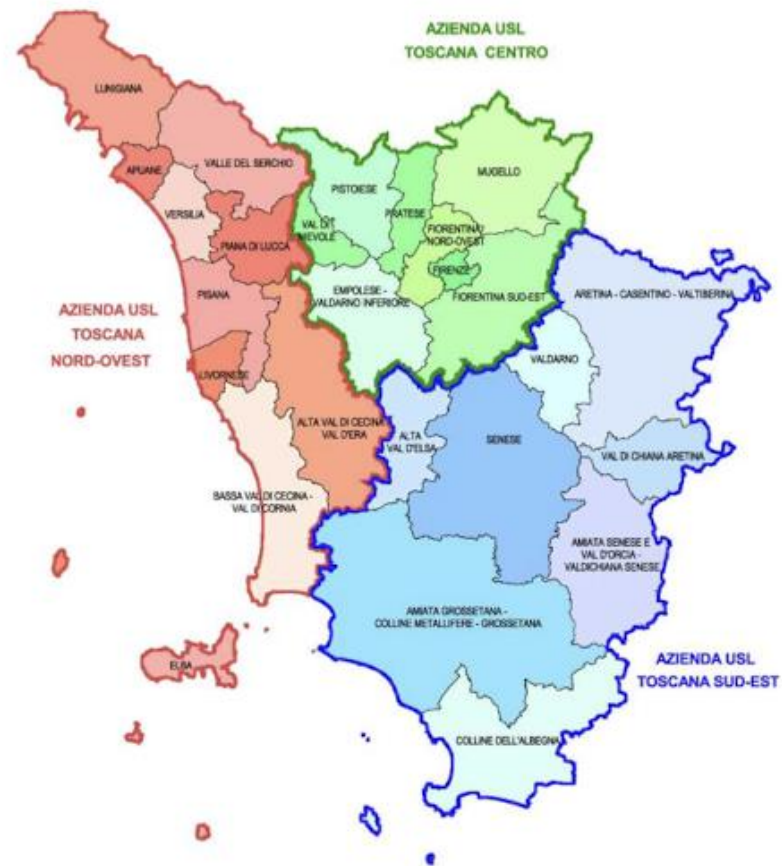 AZIENDA USL
TOSCANA CENTRO
LUNIGIANA
APUANE
VALLE DEL SERCHIO
VERSILIA
PIANA DI LUCCA
PISANA
LIVORNESE
ALTA VAL DI CECINA
VAL D'ERA
BASSA VAL DI CECINA -
VAL DI CORNIA
ELBA
AZIENDA USL
TOSCANA
NORD-OVEST
PISTOIESE
VAL DI
NIEVOLE
PRATESE
MUGELLO
FIORENTINA
NORD-OVEST
FIRENZE
EMPOLESE -
VALDARNO INFERIORE
FIORENTINA SUD-EST
ARETINA - CASENTINO - VALTIBERINA
VALDARNO
ALTA
VAL D'ELSA
SENESE
VAL DI CHIANA ARETINA
AMIATA SENESE E
VAL D'ORCIA -
VALDICHIANA SENESE
AMIATA GROSSETANA -
COLLINE METALLIFERE - GROSSETANA
COLLINE DELL'ALBEGNA
AZIENDA USL
TOSCANA SUD-EST